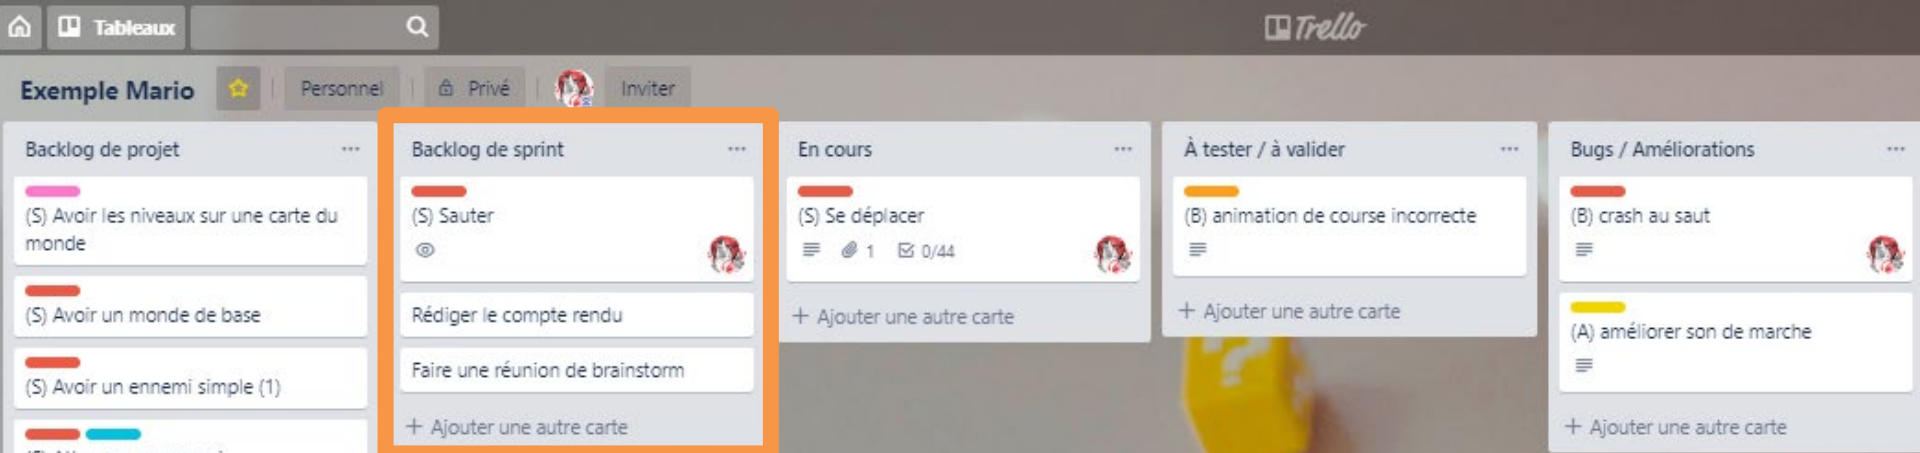 Tableaux
Trello
Exemple Mario
Personnel
Privé
Inviter
Backlog de projet
(S) Avoir les niveaux sur une carte du
monde
(S) Avoir un monde de base
(S) Avoir un ennemi simple (1)
Backlog de sprint
(S) Sauter
Rédiger le compte rendu
Faire une réunion de brainstorm
+ Ajouter une autre carte
En cours
(S) Se déplacer
1 0/44
+ Ajouter une autre carte
À tester / à valider
(B) animation de course incorrecte
+ Ajouter une autre carte
Bugs / Améliorations
(B) crash au saut
(A) améliorer son de marche
+ Ajouter une autre carte